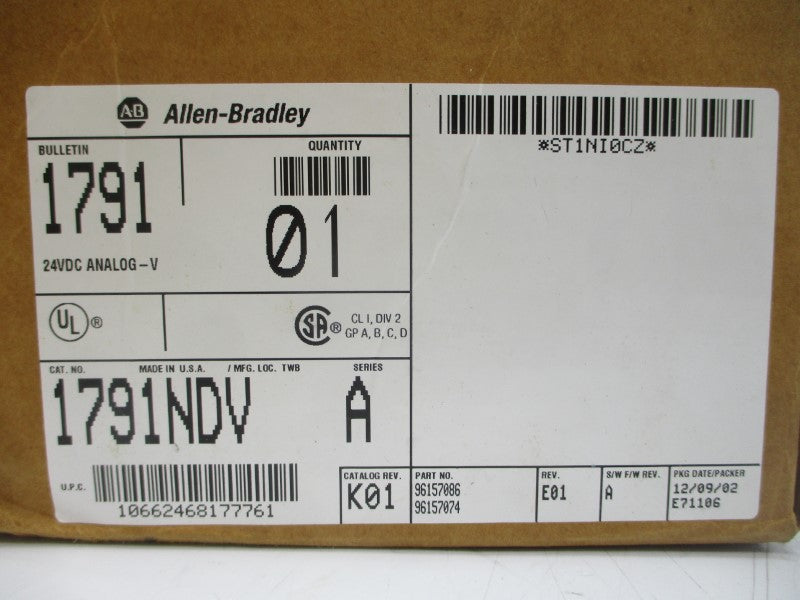 AB Allen-Bradley
*ST1NI0CZ*
BULLETIN
QUANTITY
1791
01
24VDC ANALOG-V
UL ®
SA ® CL I, DIV 2
GP A, B, C, D
CAT. NO. MADE IN U.S.A. / MFG. LOC. TWB SERIES
1791NDV A
U.P.C.
10662468177761
CATALOG REV.
K01
PART NO.
96157086
96157074
REV.
E01
S/W F/W REV.
A
PKG DATE/PACKER
12/09/02
E71106